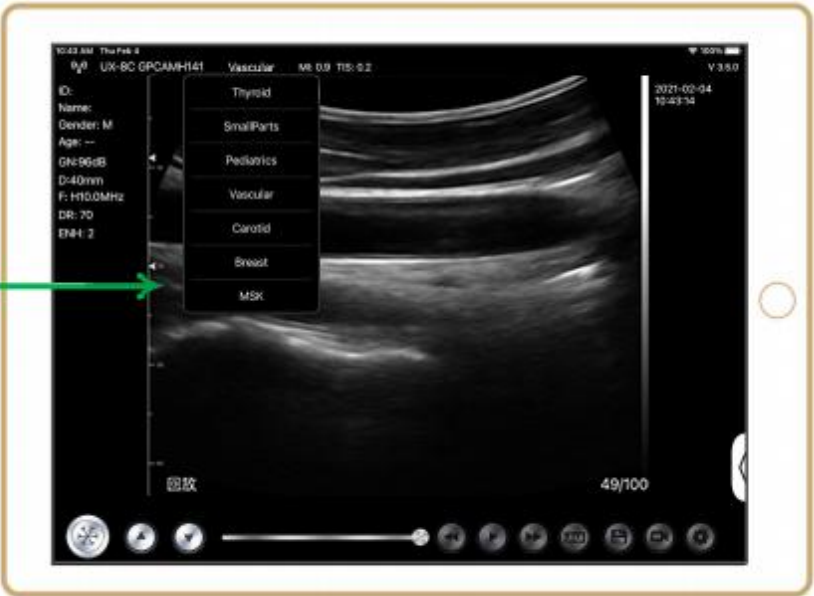 10:43 AM Thu Feb 4
100%
UX-8C GPCAMH141 Vascular MI: 0.9 TIS: 0.2
V 3.5.0
ID:
Name:
Gender: M
Age: --
GN:96dB
D:40mm
F: H10.0MHz
DR: 70
ENH: 2
Thyroid
SmallParts
Pediatrics
Vascular
Carotid
Breast
MSK
2021-02-04
10:43:14
回放
49/100